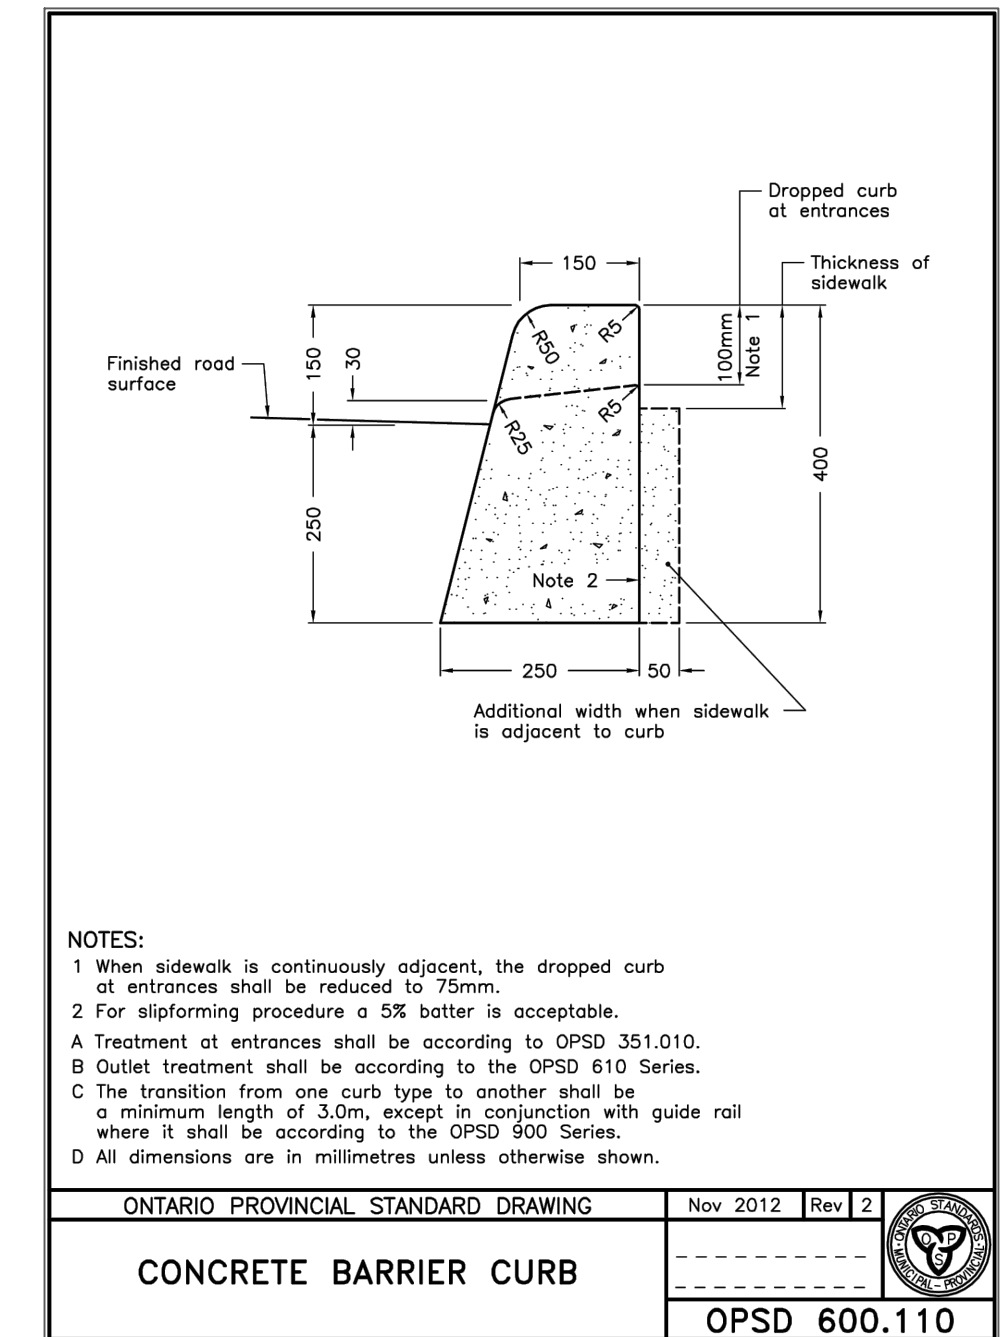 Dropped curb
at entrances
150
Thickness of
sidewalk
Finished road
surface
150
30
R50
R5
100mm
Note 1
R25
R5
400
250
Note 2
250
50
Additional width when sidewalk
is adjacent to curb
NOTES:
1 When sidewalk is continuously adjacent, the dropped curb
at entrances shall be reduced to 75mm.
2 For slipforming procedure a 5% batter is acceptable.
A Treatment at entrances shall be according to OPSD 351.010.
B Outlet treatment shall be according to the OPSD 610 Series.
C The transition from one curb type to another shall be
a minimum length of 3.0m, except in conjunction with guide rail
where it shall be according to the OPSD 900 Series.
D All dimensions are in millimetres unless otherwise shown.
ONTARIO PROVINCIAL STANDARD DRAWING
Nov 2012
Rev
2
CONCRETE BARRIER CURB
ONTARIO STANDARDS
MUNICIPAL - PROVINCIAL
O P
S
OPSD 600.110